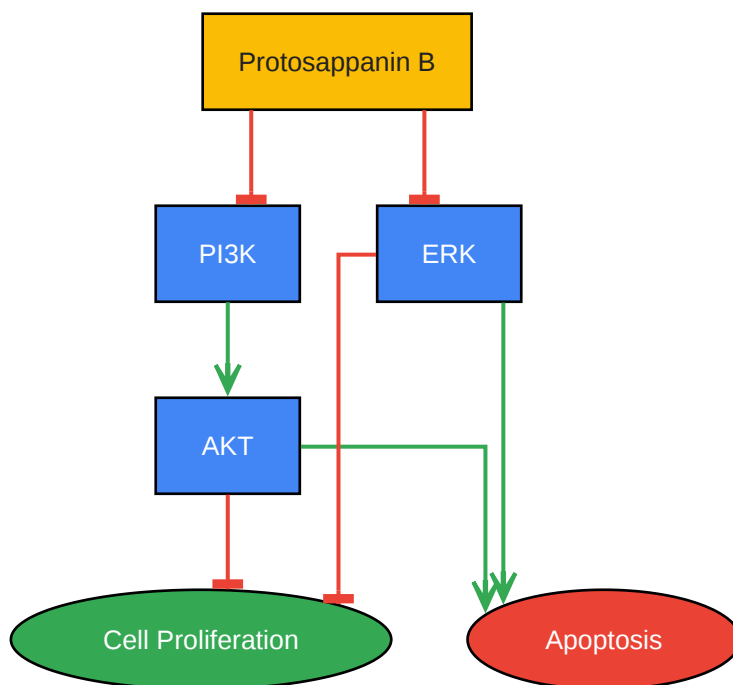 Protosappanin B
PI3K
ERK
AKT
Cell Proliferation
Apoptosis